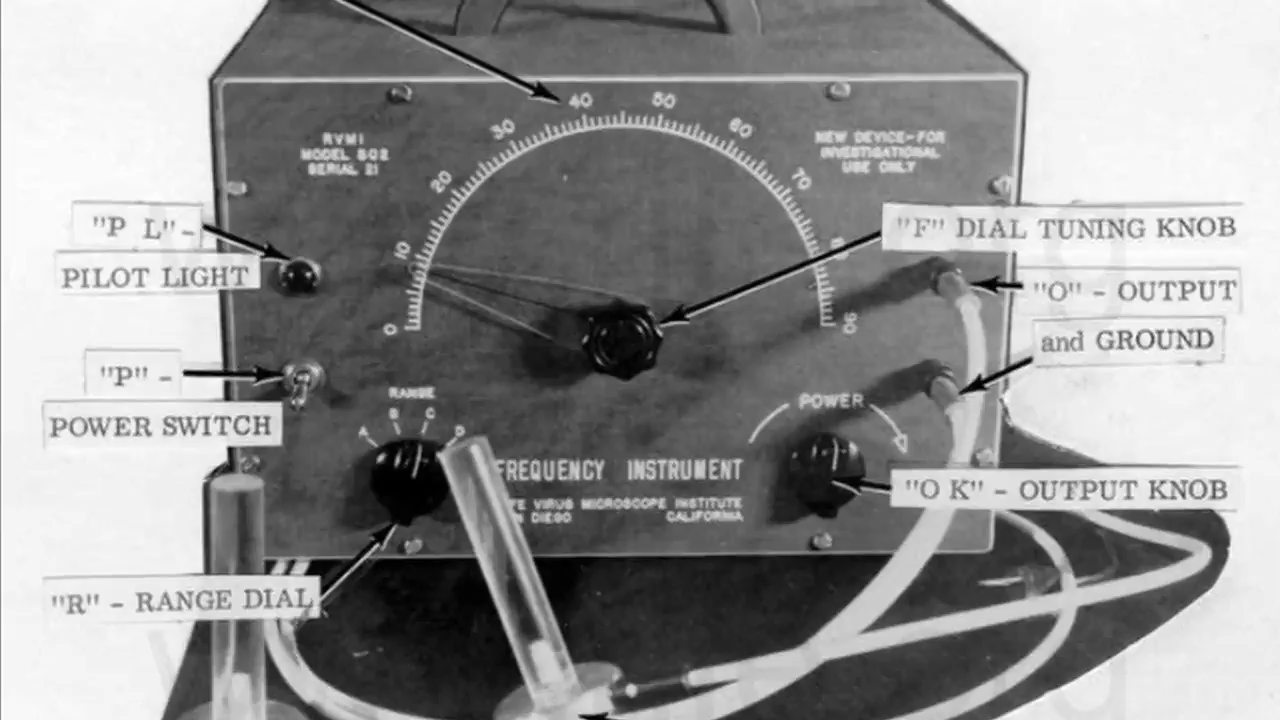 40
50
30
60
RVMI
MODEL 802
SERIAL 21
NEW DEVICE-FOR
INVESTIGATIONAL
USE ONLY
20
70
"P L" -
PILOT LIGHT
"F" DIAL TUNING KNOB
10
"O" - OUTPUT
and GROUND
0
90
"P" -
POWER SWITCH
RANGE
A B C D
POWER
FREQUENCY INSTRUMENT
"O K" - OUTPUT KNOB
VIRUS MICROSCOPE INSTITUTE
DIEGO CALIFORNIA
"R" - RANGE DIAL